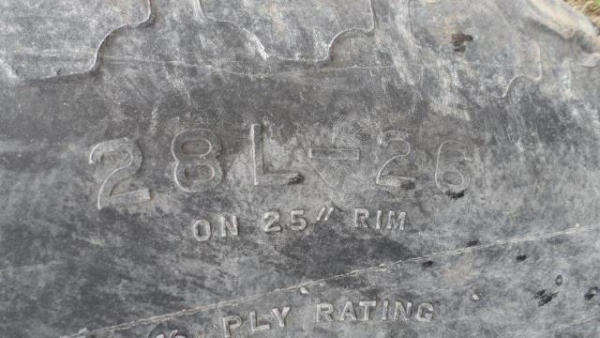 28L-26
ON 25" RIM
PLY RATING